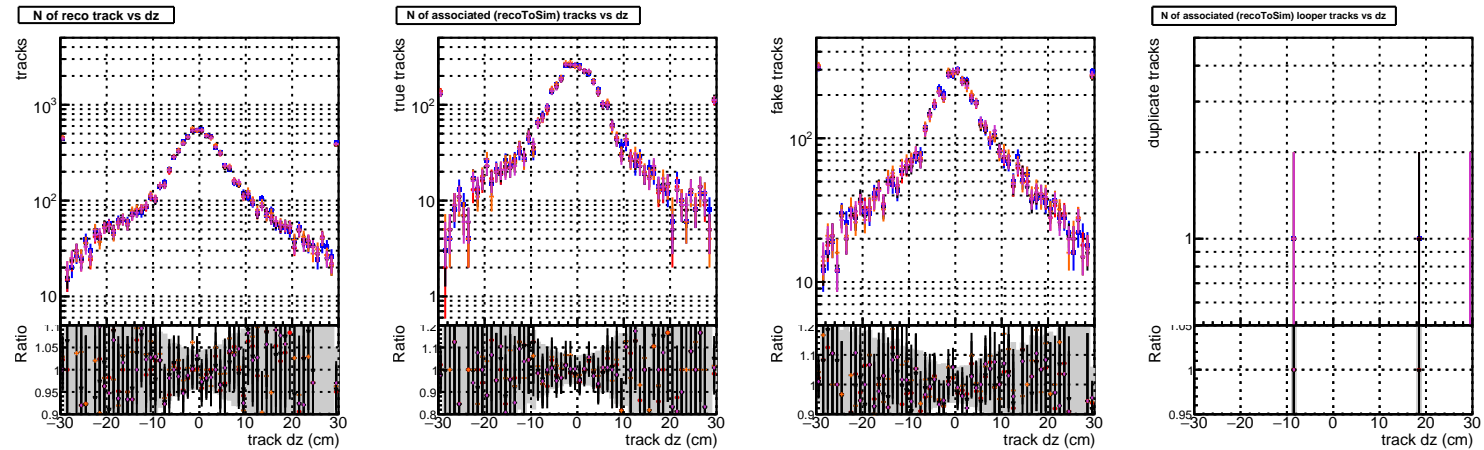 N of reco track vs dz
tracks
10³
10²
10
Ratio
1.1
1.05
1
0.95
0.9
−30 −20 −10 0 10 20 30
track dz (cm)
N of associated (recoToSim) tracks vs dz
true tracks
10²
10
1
Ratio
1.2
1.1
1
0.9
0.8
−30 −20 −10 0 10 20 30
track dz (cm)
fake tracks
10²
10
Ratio
1.2
1.1
1
0.9
−30 −20 −10 0 10 20 30
track dz (cm)
N of associated (recoToSim) looper tracks vs dz
duplicate tracks
1
Ratio
1.05
1
0.95
−30 −20 −10 0 10 20 30
track dz (cm)